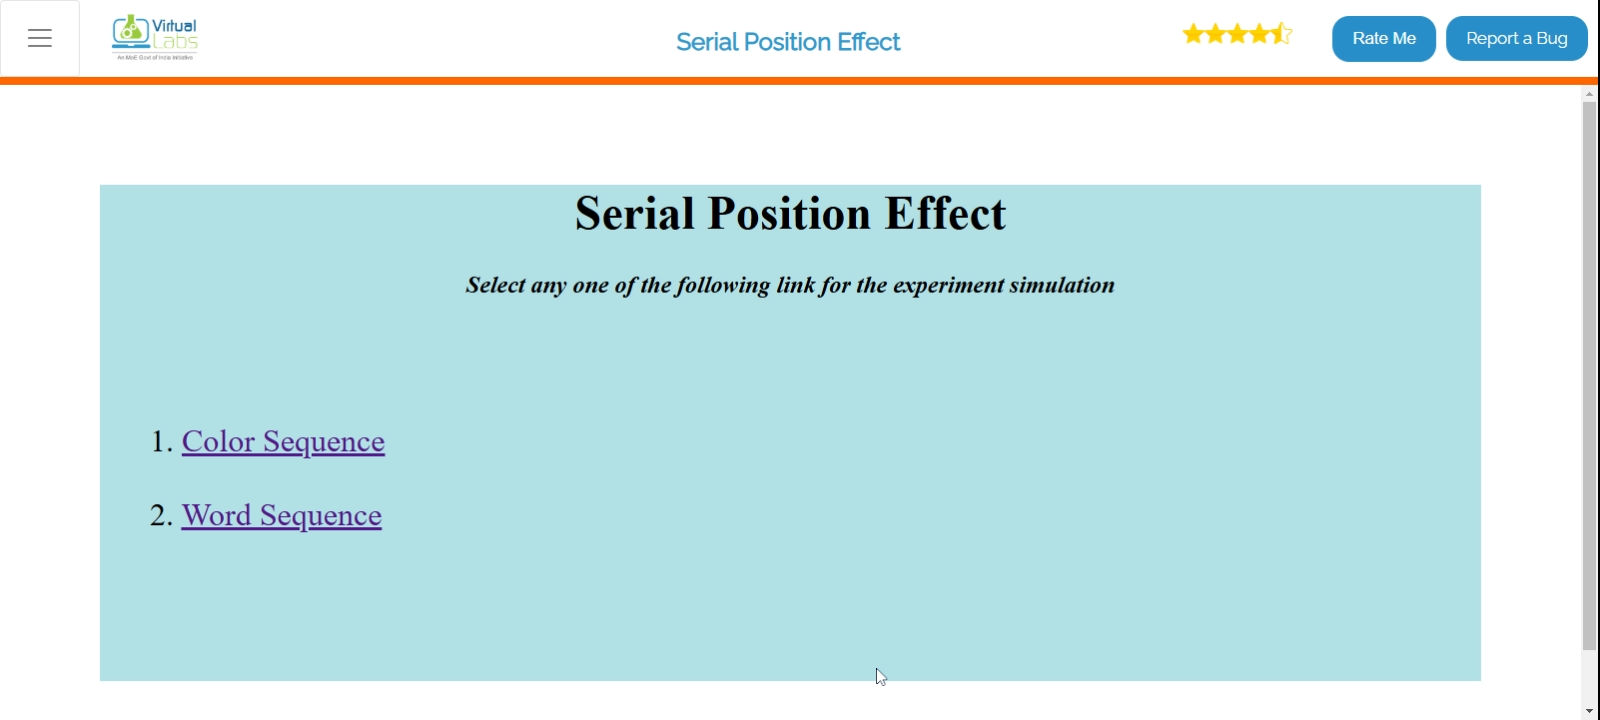 Virtual
Labs
An MoE Govt of India Initiative
Serial Position Effect
Rate Me
Report a Bug
Serial Position Effect
Select any one of the following link for the experiment simulation
1. Color Sequence
2. Word Sequence